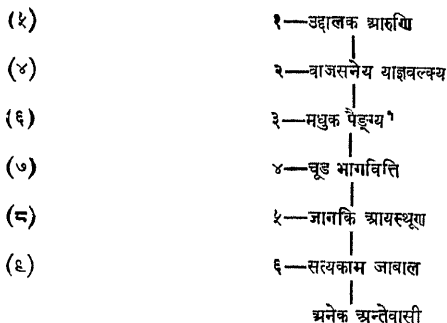 (५) १—उद्दालक आरुणि
(४) २—वाजसनेय याज्ञवल्क्य
(६) ३—मधुक पैङ्ग्य१
(७) ४—चूड भागवित्ति
(८) ५—जानकि आयस्थूण
(९) ६—सत्यकाम जाबाल
अनेक अन्तेवासी